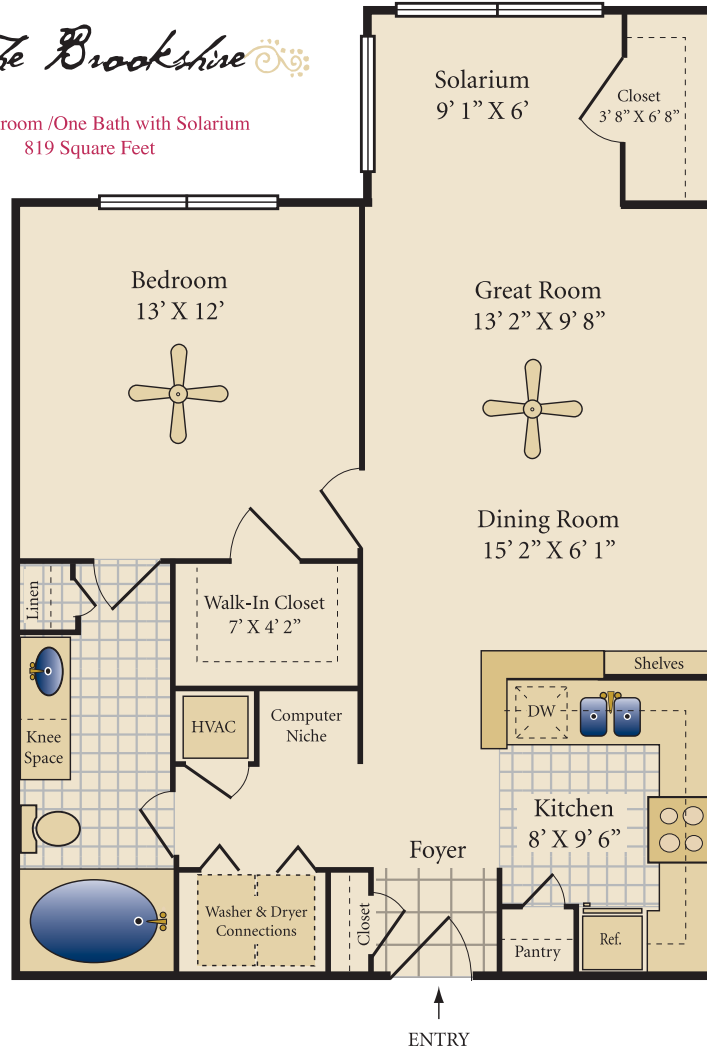 The Brookshire
room /One Bath with Solarium
819 Square Feet
Solarium
9’ 1” X 6’
Closet
3’ 8” X 6’ 8”
Bedroom
13’ X 12’
Great Room
13’ 2” X 9’ 8”
Dining Room
15’ 2” X 6’ 1”
Linen
Walk-In Closet
7’ X 4’ 2”
Shelves
DW
HVAC
Computer
Niche
Knee
Space
Kitchen
8’ X 9’ 6”
Foyer
Washer & Dryer
Connections
Closet
Pantry
Ref.
ENTRY